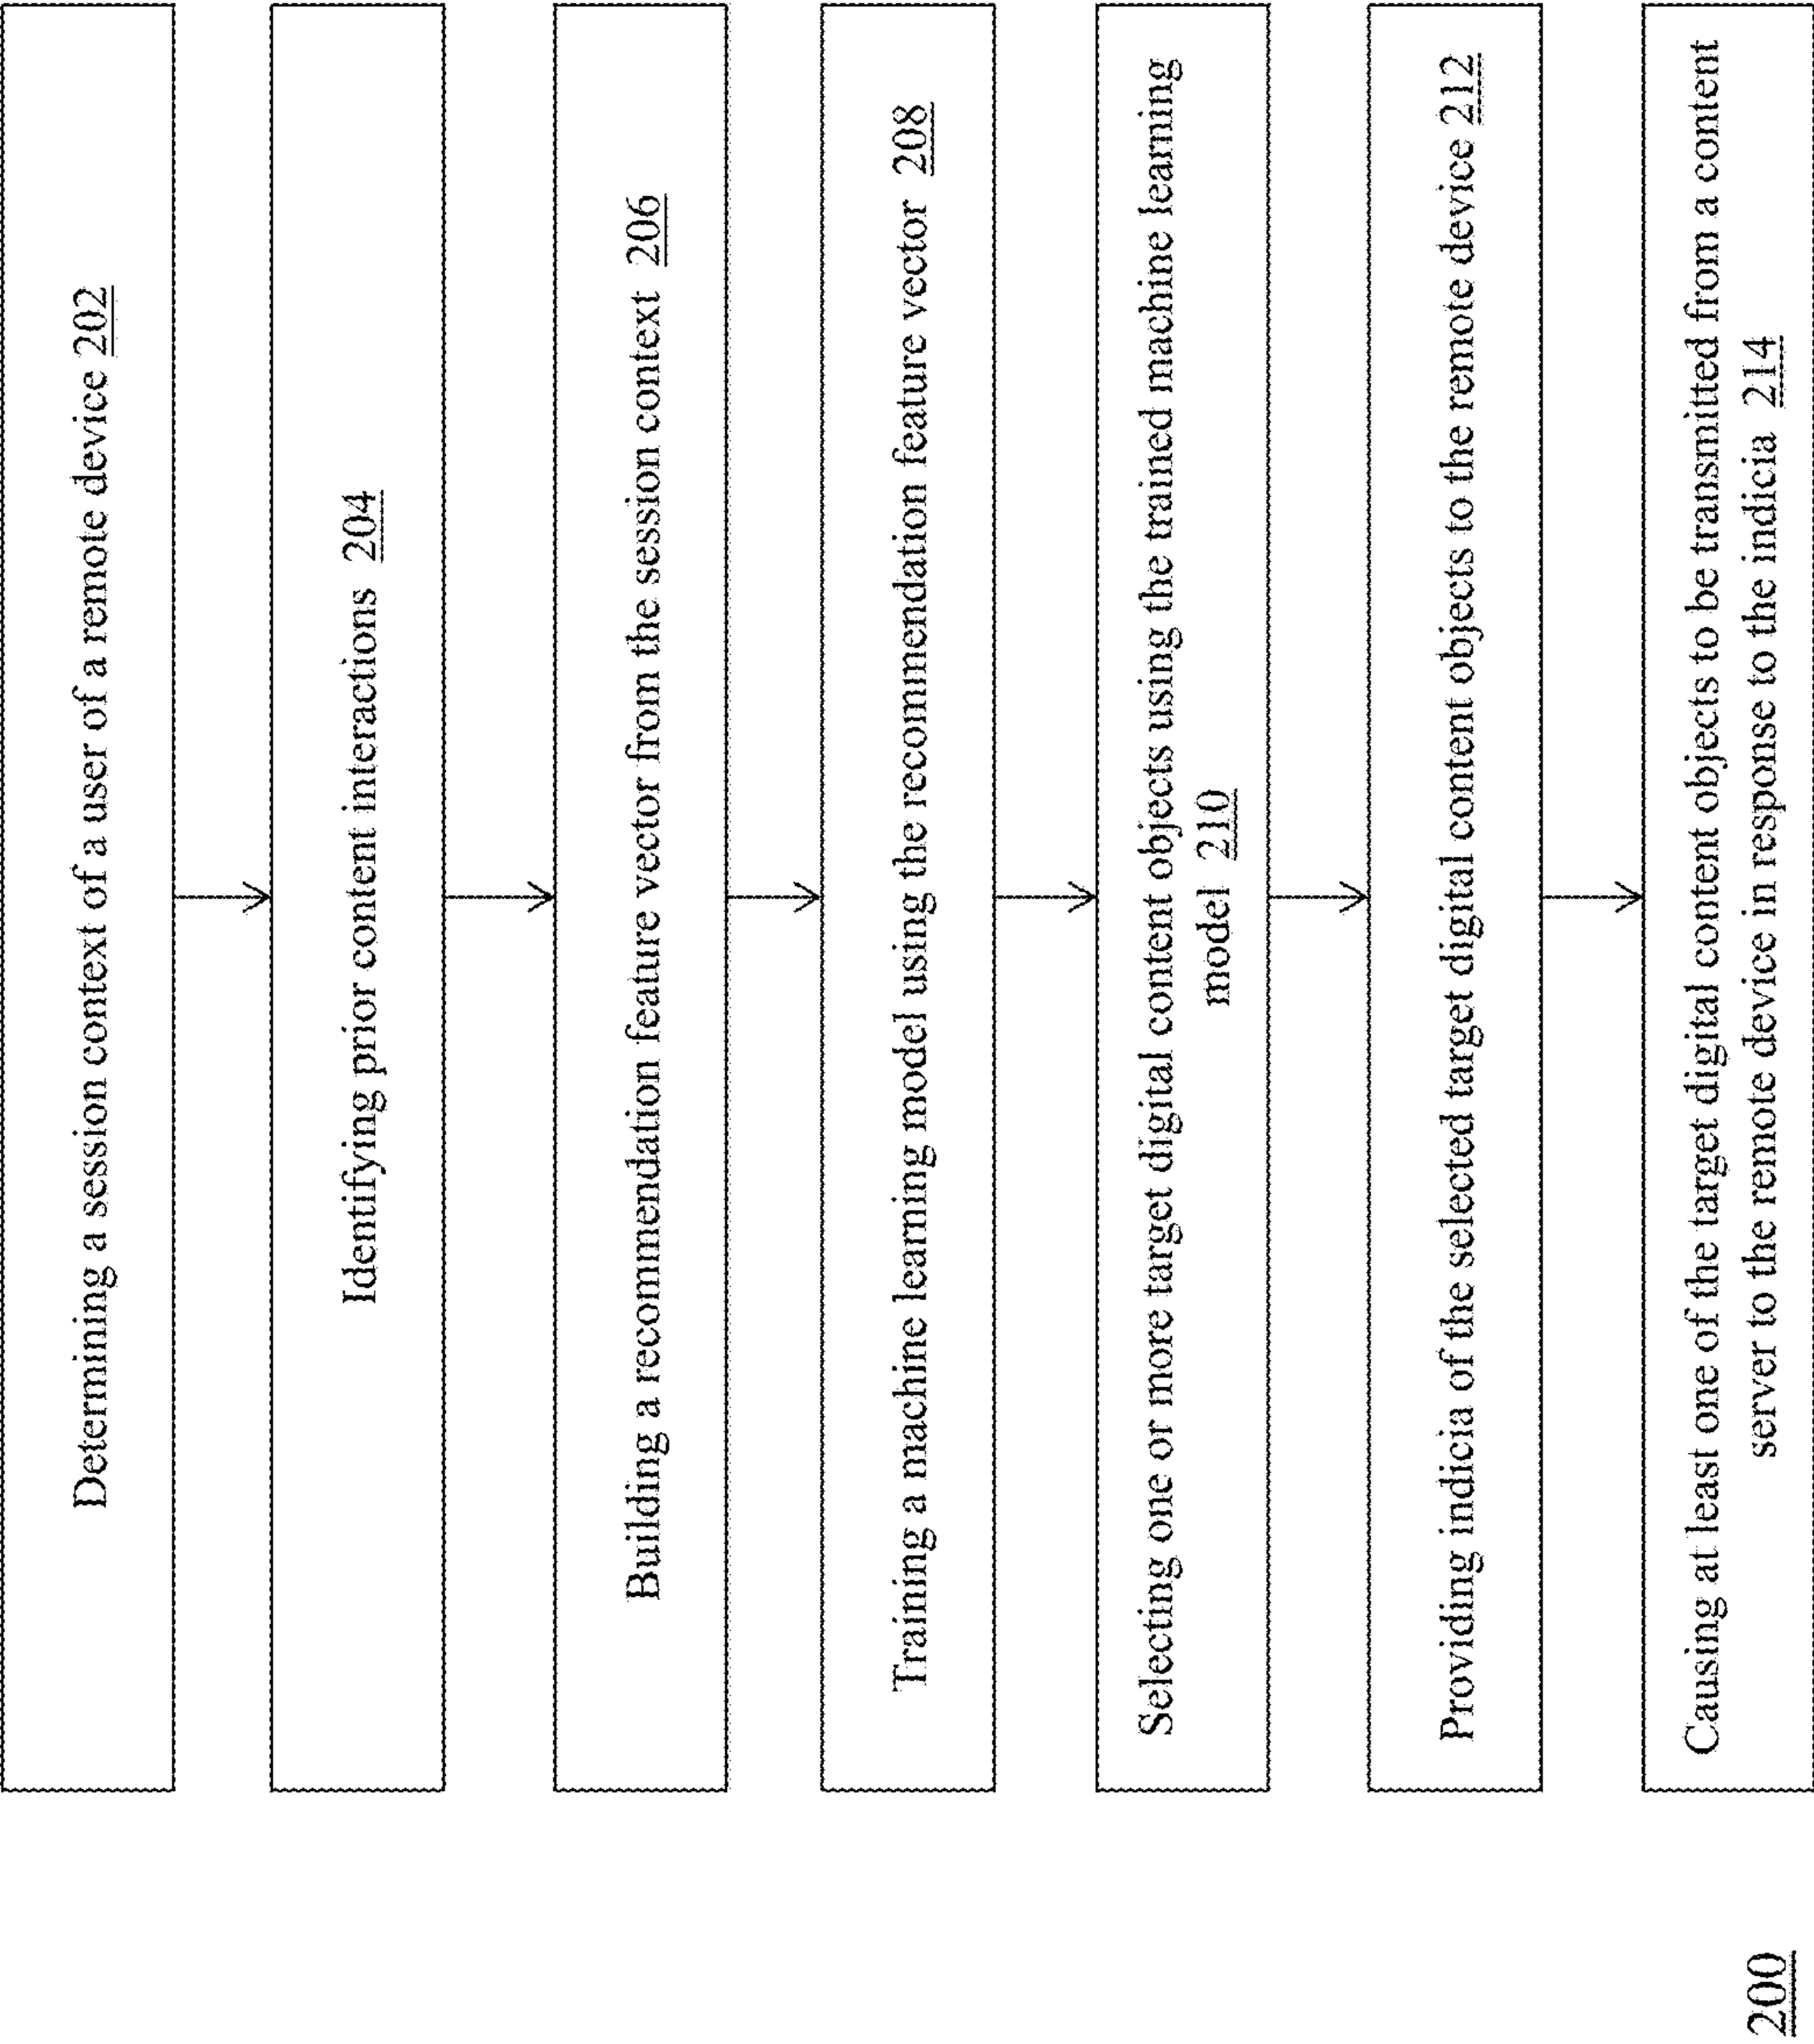 Determining a session context of a user of a remote device 202
Identifying prior content interactions 204
Building a recommendation feature vector from the session context 206
Training a machine learning model using the recommendation feature vector 208
Selecting one or more target digital content objects using the trained machine learning
model 210
Providing indicia of the selected target digital content objects to the remote device 212
Causing at least one of the target digital content objects to be transmitted from a content
server to the remote device in response to the indicia 214
200